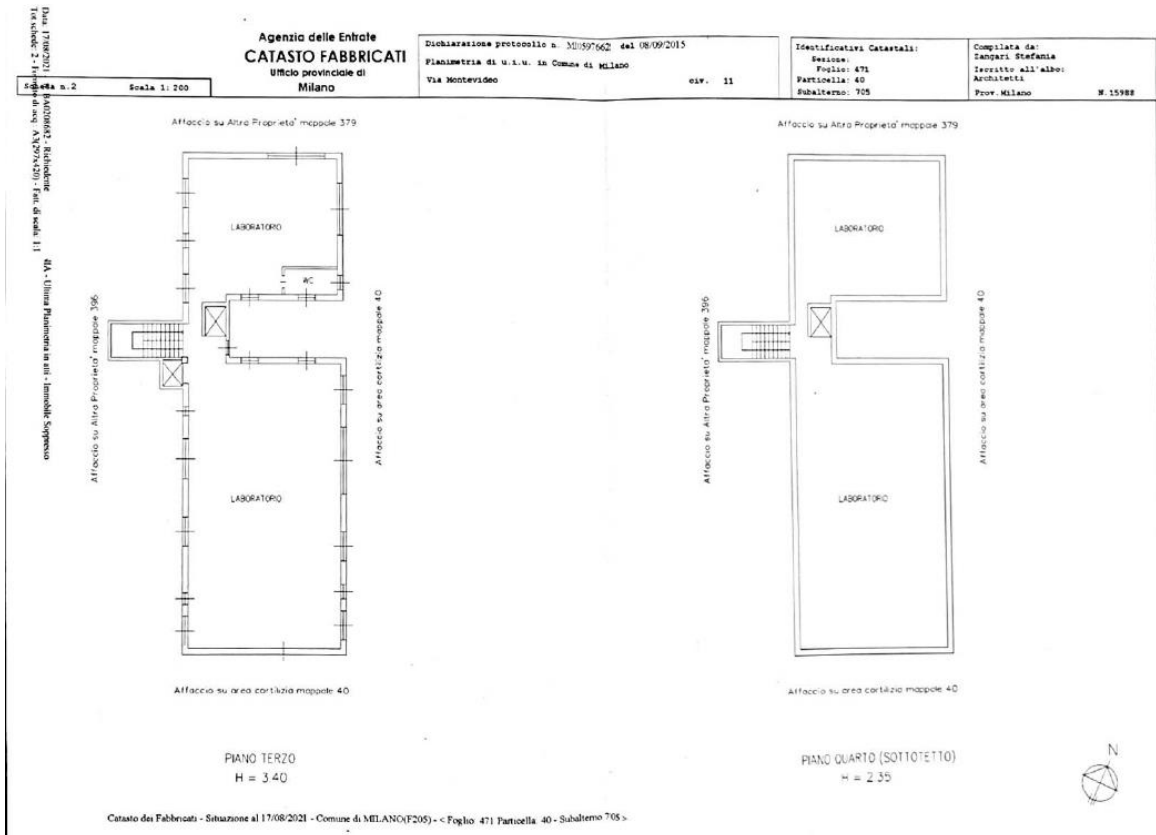 Data: 17/08/2021 - BA0208682 - Richiedente
Tot schede: 2 - di acq. A3(297x420) - Fatt. di scala 1:1
- Ultima Planimetria in atti - Immobile Soppresso
Agenzia delle Entrate
CATASTO FABBRICATI
Ufficio provinciale di
Milano
Scheda n.2 Scala 1: 200
Dichiarazione protocollo n. MI0597662 del 08/09/2015
Planimetria di u.i.u. in Comune di Milano
Via Montevideo civ. 11
Identificativi Catastali:
Sezione:
Foglio: 471
Particella: 40
Subalterno: 705
Compilata da:
Zangari Stefania
Iscritto all'albo:
Architetti
Prov. Milano N. 15988
Affaccio su Altra Proprieta' mappale 379
Affaccio su Altra Proprieta' mappale 379
LABORATORIO
LABORATORIO
WC
Affaccio su Altra Proprieta' mappale 396
Affaccio su area cortilizia mappale 40
Affaccio su Altra Proprieta' mappale 396
Affaccio su area cortilizia mappale 40
LABORATORIO
LABORATORIO
Affaccio su area cortilizia mappale 40
Affaccio su area cortilizia mappale 40
PIANO TERZO
H = 3.40
PIANO QUARTO (SOTTOTETTO)
H = 2.35
N
Catasto dei Fabbricati - Situazione al 17/08/2021 - Comune di MILANO(F205) - < Foglio: 471 Particella: 40 - Subalterno 705 >